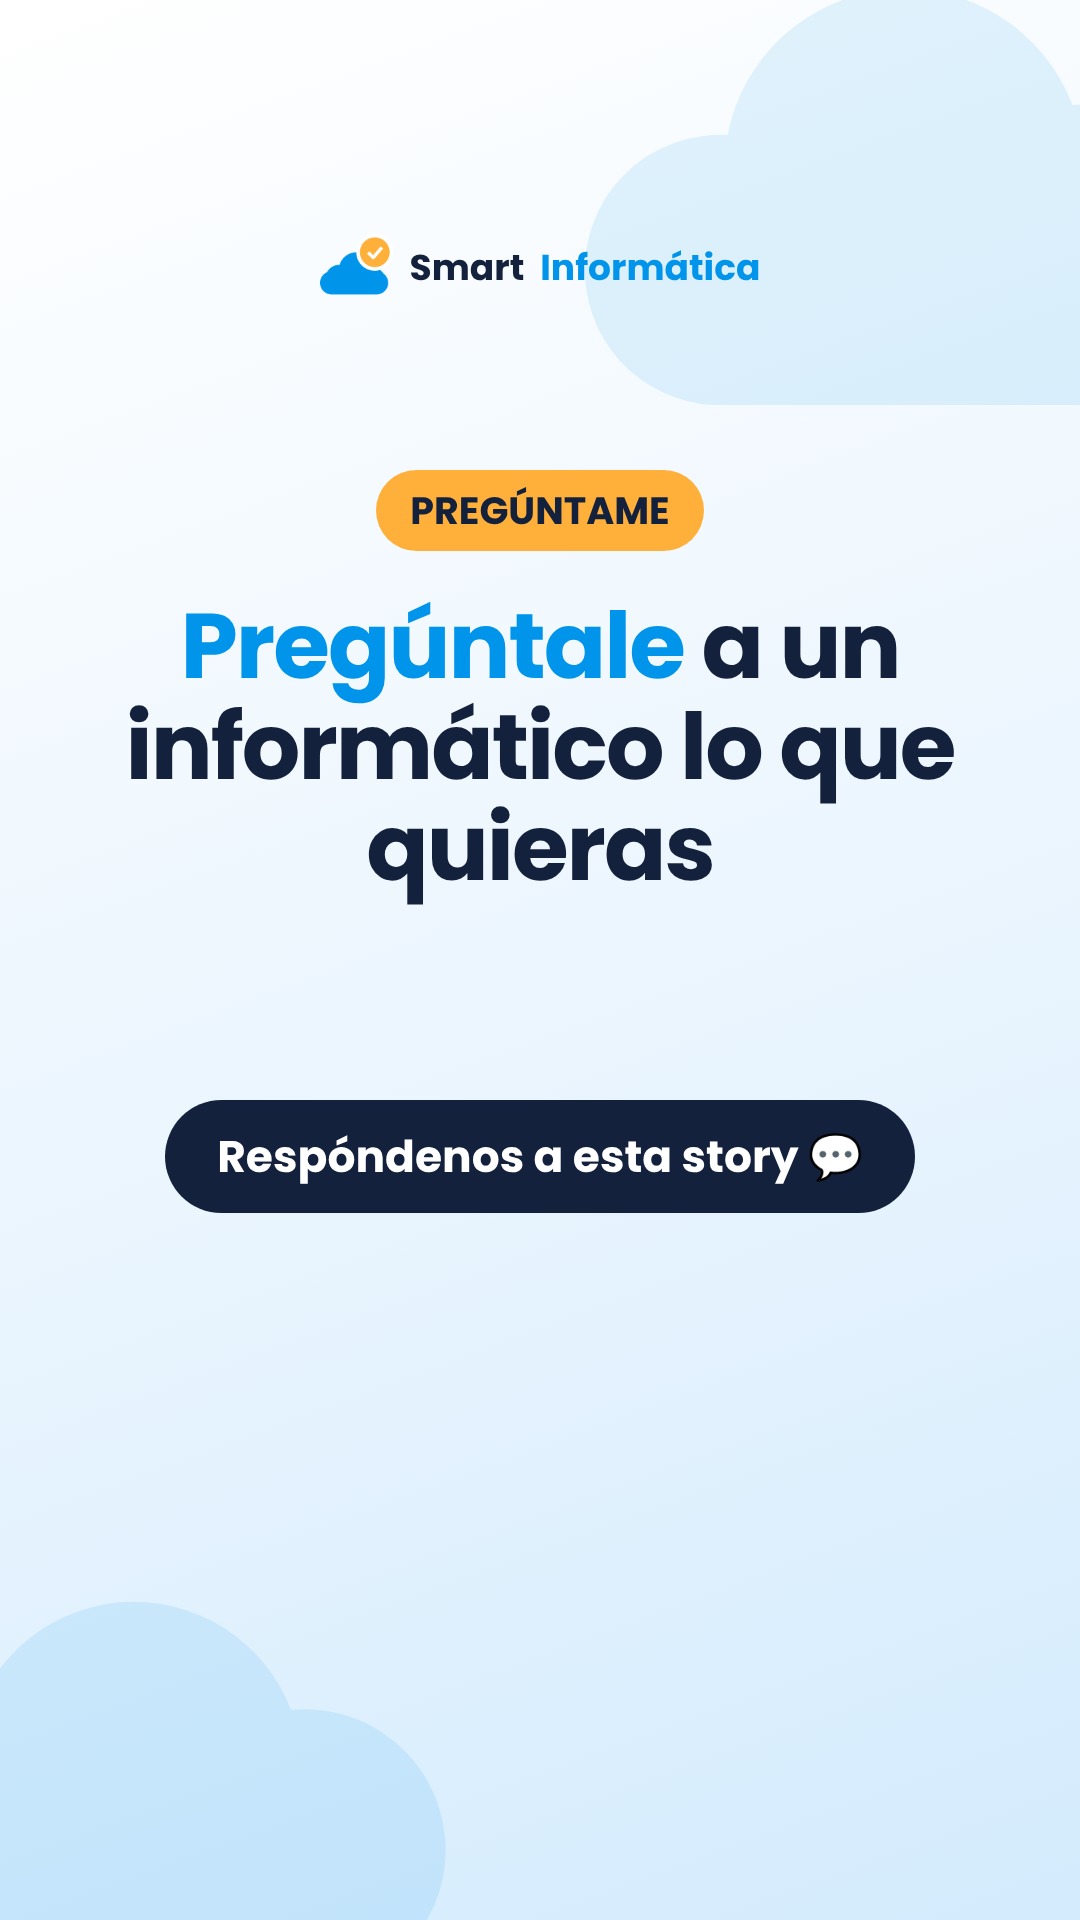 Smart Informática
PREGÚNTAME
Pregúntale a un
informático lo que
quieras
Respóndenos a esta story 💬